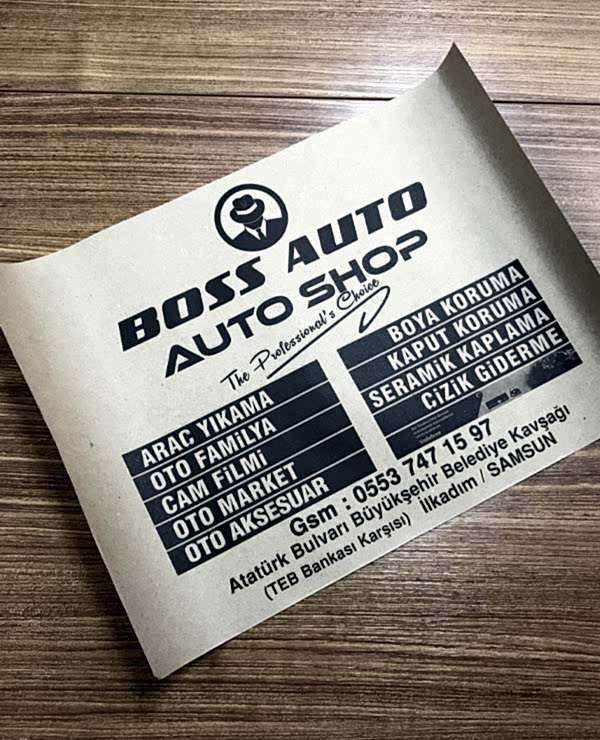 BOSS AUTO
AUTO SHOP
The Professional's Choice
ARAÇ YIKAMA
OTO FAMİLYA
CAM FİLMİ
OTO MARKET
OTO AKSESUAR
BOYA KORUMA
KAPUT KORUMA
SERAMİK KAPLAMA
ÇİZİK GİDERME
Gsm : 0553 747 15 97
Atatürk Bulvarı Büyükşehir Belediye Kavşağı
(TEB Bankası Karşısı) İlkadım / SAMSUN